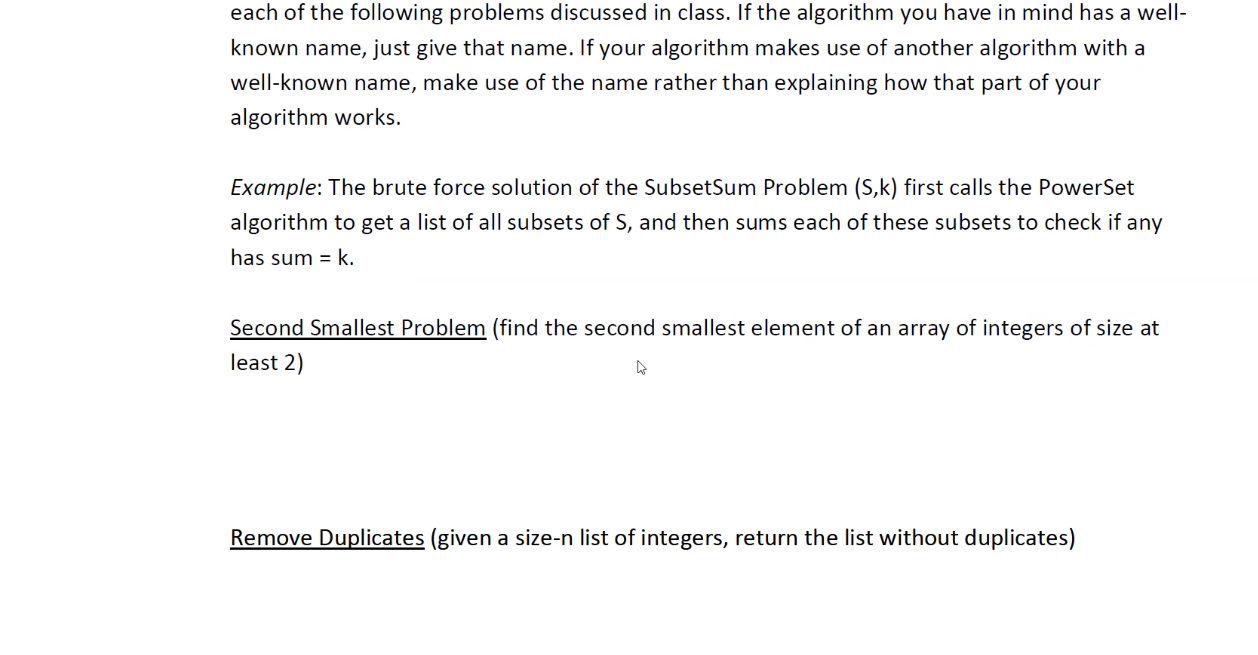 each of the following problems discussed in class. If the algorithm you have in mind has a well-
known name, just give that name. If your algorithm makes use of another algorithm with a
well-known name, make use of the name rather than explaining how that part of your
algorithm works.
Example: The brute force solution of the SubsetSum Problem (S,k) first calls the PowerSet
algorithm to get a list of all subsets of S, and then sums each of these subsets to check if any
has sum = k.
Second Smallest Problem (find the second smallest element of an array of integers of size at
least 2)
Remove Duplicates (given a size-n list of integers, return the list without duplicates)